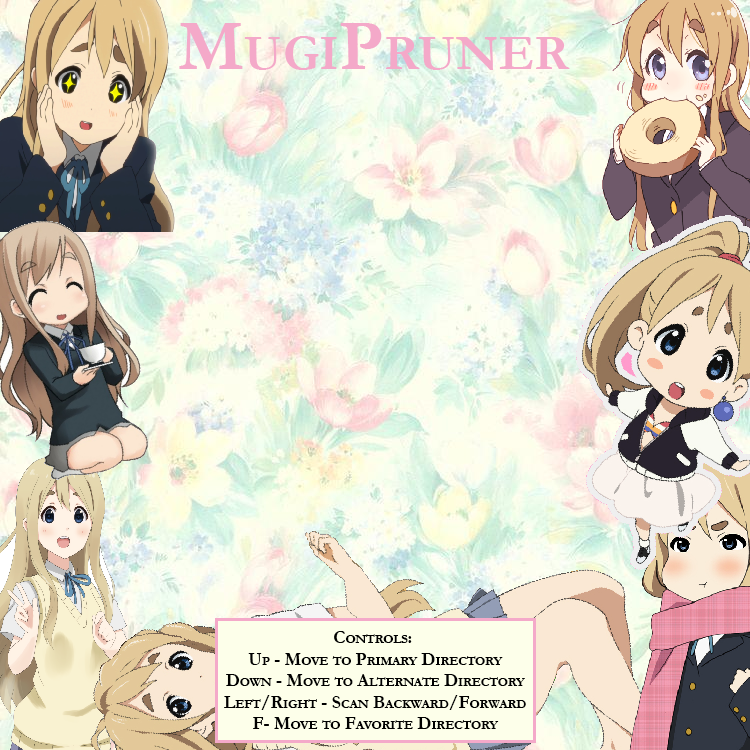 MugiPruner
Controls:
Up - Move to Primary Directory
Down - Move to Alternate Directory
Left/Right - Scan Backward/Forward
F- Move to Favorite Directory